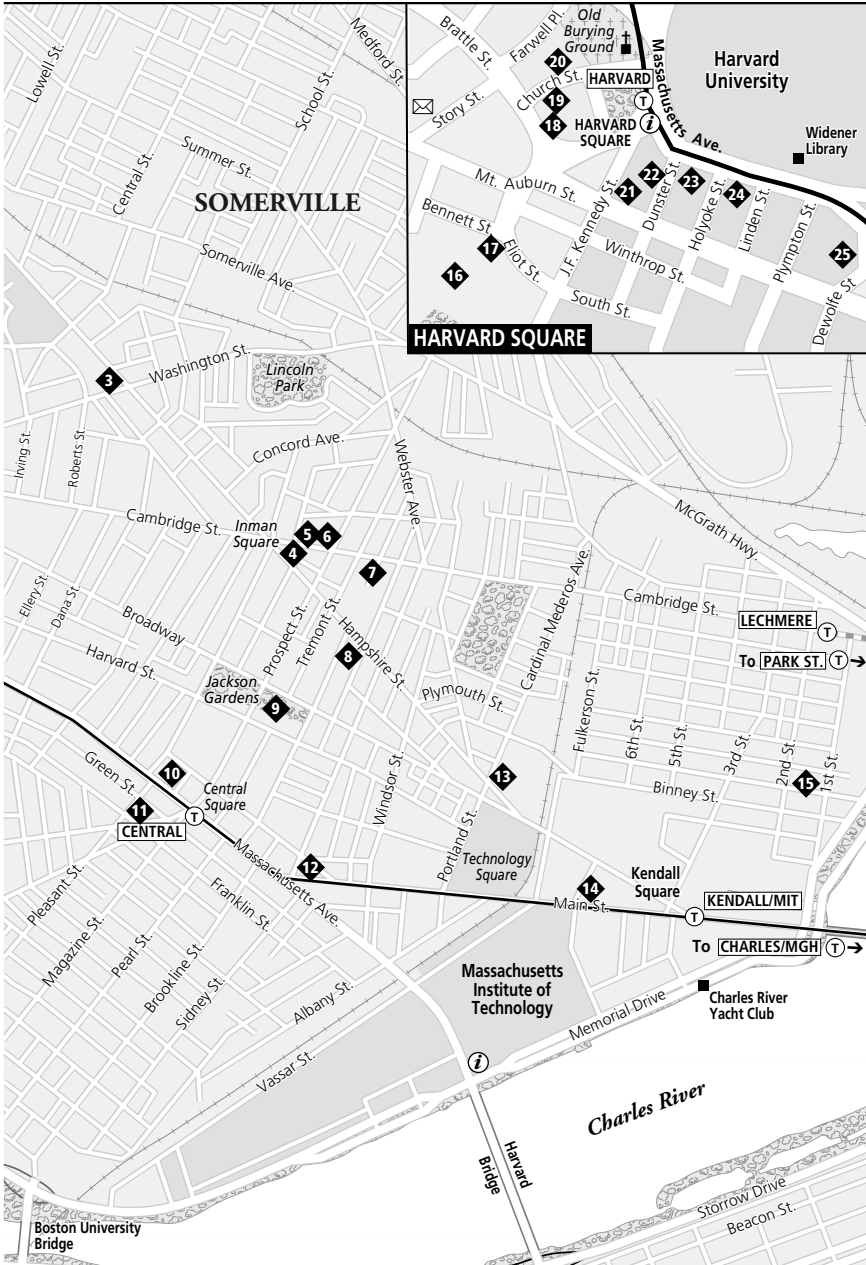 Lowell St.
Medford St.
School St.
Central St.
Summer St.
SOMERVILLE
Somerville Ave.
Brattle St.
Farwell Pl.
Old
Burying
Ground
Massachusetts Ave.
Harvard
University
20
HARVARD
T
Church St.
19
Story St.
18
HARVARD
SQUARE
i
Widener
Library
Mt. Auburn St.
21
22
23
24
J.F. Kennedy St.
Dunster St.
Holyoke St.
Linden St.
Plympton St.
25
Bennett St.
17
Eliot St.
Winthrop St.
16
South St.
Dewolfe St.
HARVARD SQUARE
3
Washington St.
Lincoln
Park
Irving St.
Roberts St.
Concord Ave.
Webster Ave.
McGrath Hwy.
Cambridge St.
Inman
Square
5
6
4
7
Ellery St.
Dana St.
Broadway
Prospect St.
Tremont St.
Hampshire St.
Cardinal Mederos Ave.
Cambridge St.
LECHMERE
T
To PARK ST. T
Harvard St.
8
Jackson
Gardens
9
Plymouth St.
Fulkerson St.
6th St.
5th St.
3rd St.
2nd St.
1st St.
Green St.
10
Central
Square
Windsor St.
13
Binney St.
15
11
T
CENTRAL
Portland St.
Technology
Square
Massachusetts Ave.
12
14
Kendall
Square
Main St.
KENDALL/MIT
T
To CHARLES/MGH T
Pleasant St.
Franklin St.
Magazine St.
Pearl St.
Brookline St.
Sidney St.
Albany St.
Massachusetts
Institute of
Technology
Memorial Drive
Charles River
Yacht Club
Vassar St.
i
Charles River
Harvard
Bridge
Storrow Drive
Beacon St.
Boston University
Bridge